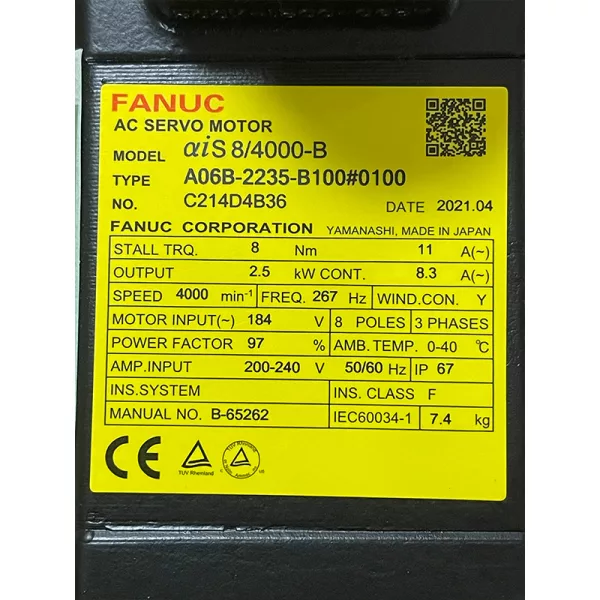 FANUC
AC SERVO MOTOR
MODEL αiS 8/4000-B
TYPE A06B-2235-B100#0100
NO. C214D4B36 DATE 2021.04
FANUC CORPORATION YAMANASHI, MADE IN JAPAN
STALL TRQ. 8 Nm 11 A(~)
OUTPUT 2.5 kW CONT. 8.3 A(~)
SPEED 4000 min⁻¹ FREQ. 267 Hz WIND.CON. Y
MOTOR INPUT(~) 184 V 8 POLES 3 PHASES
POWER FACTOR 97 % AMB.TEMP. 0-40 ℃
AMP.INPUT 200-240 V 50/60 Hz IP 67
INS.SYSTEM INS. CLASS F
MANUAL NO. B-65262 IEC60034-1 7.4 kg
CE
TUV Rheinland